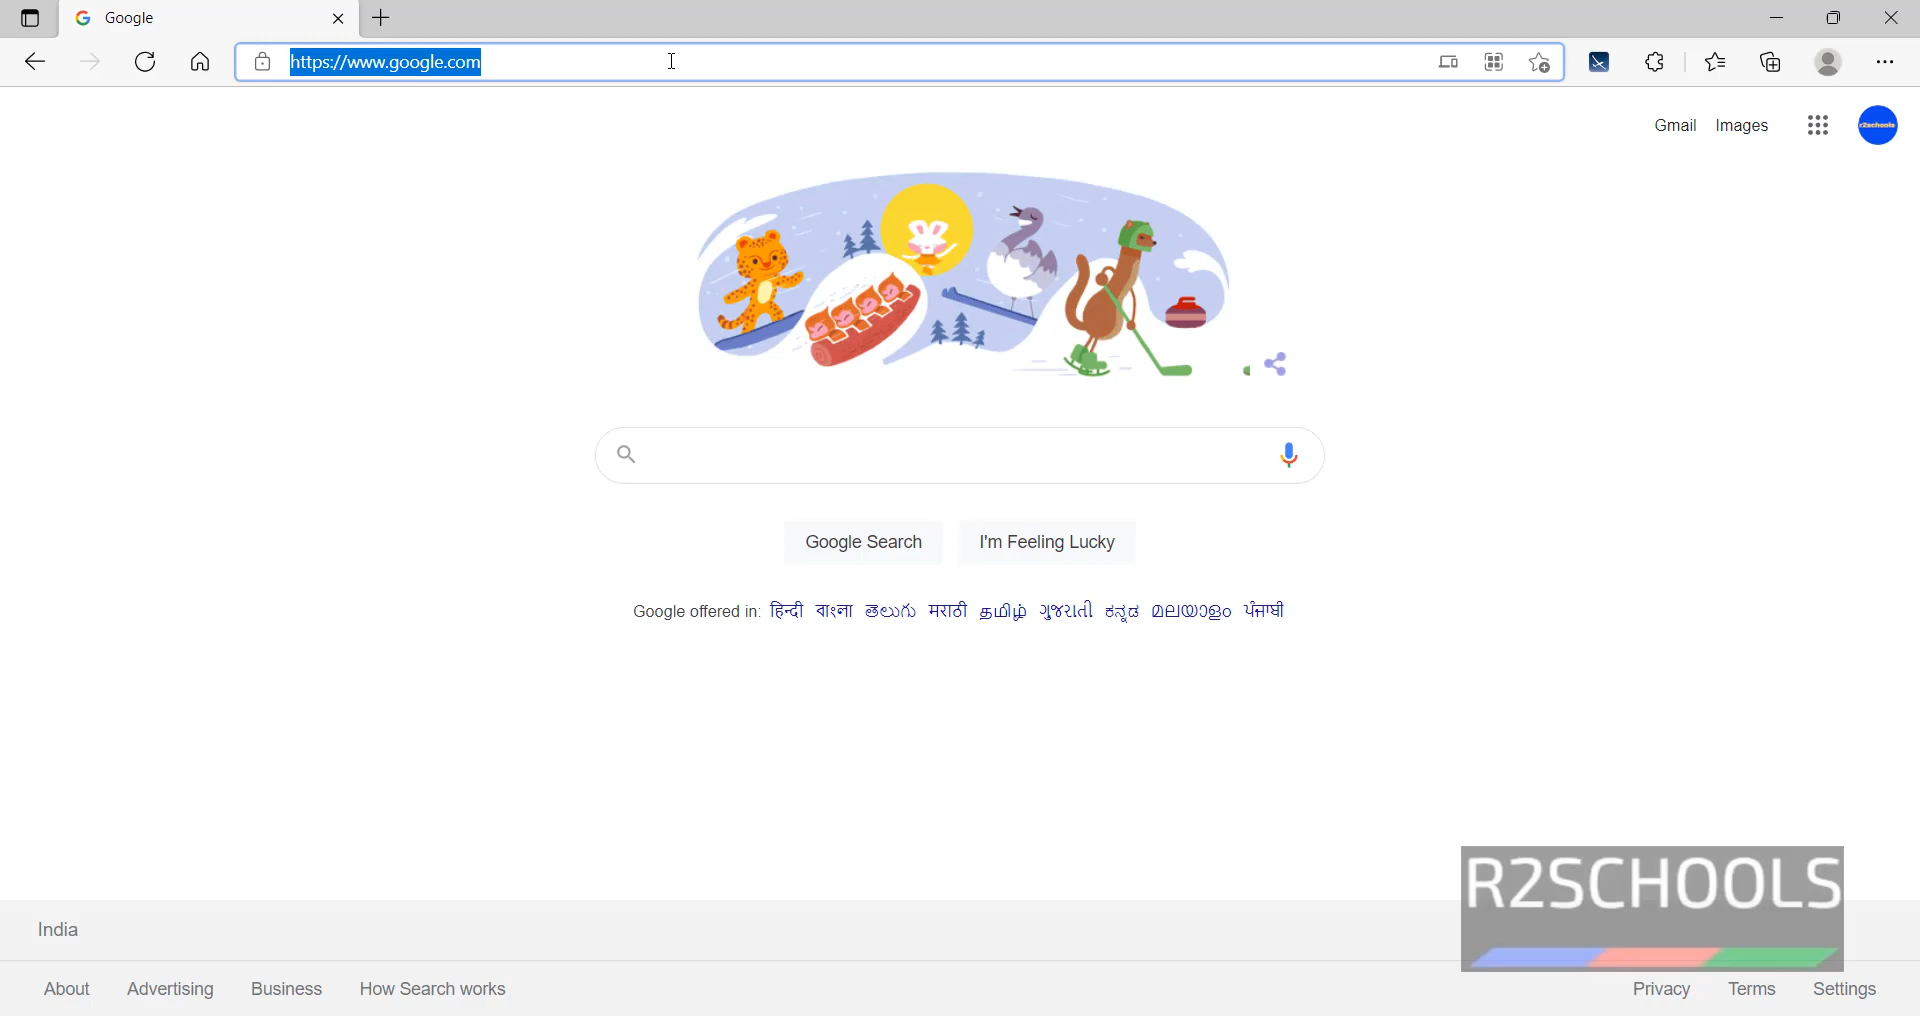 Google
https://www.google.com
Gmail Images
r2schools
Google Search I'm Feeling Lucky
Google offered in: हिन्दी বাংলা తెలుగు मराठी தமிழ் ગુજરાતી ಕನ್ನಡ മലയാളം ਪੰਜਾਬੀ
R2SCHOOLS
India
About Advertising Business How Search works Privacy Terms Settings